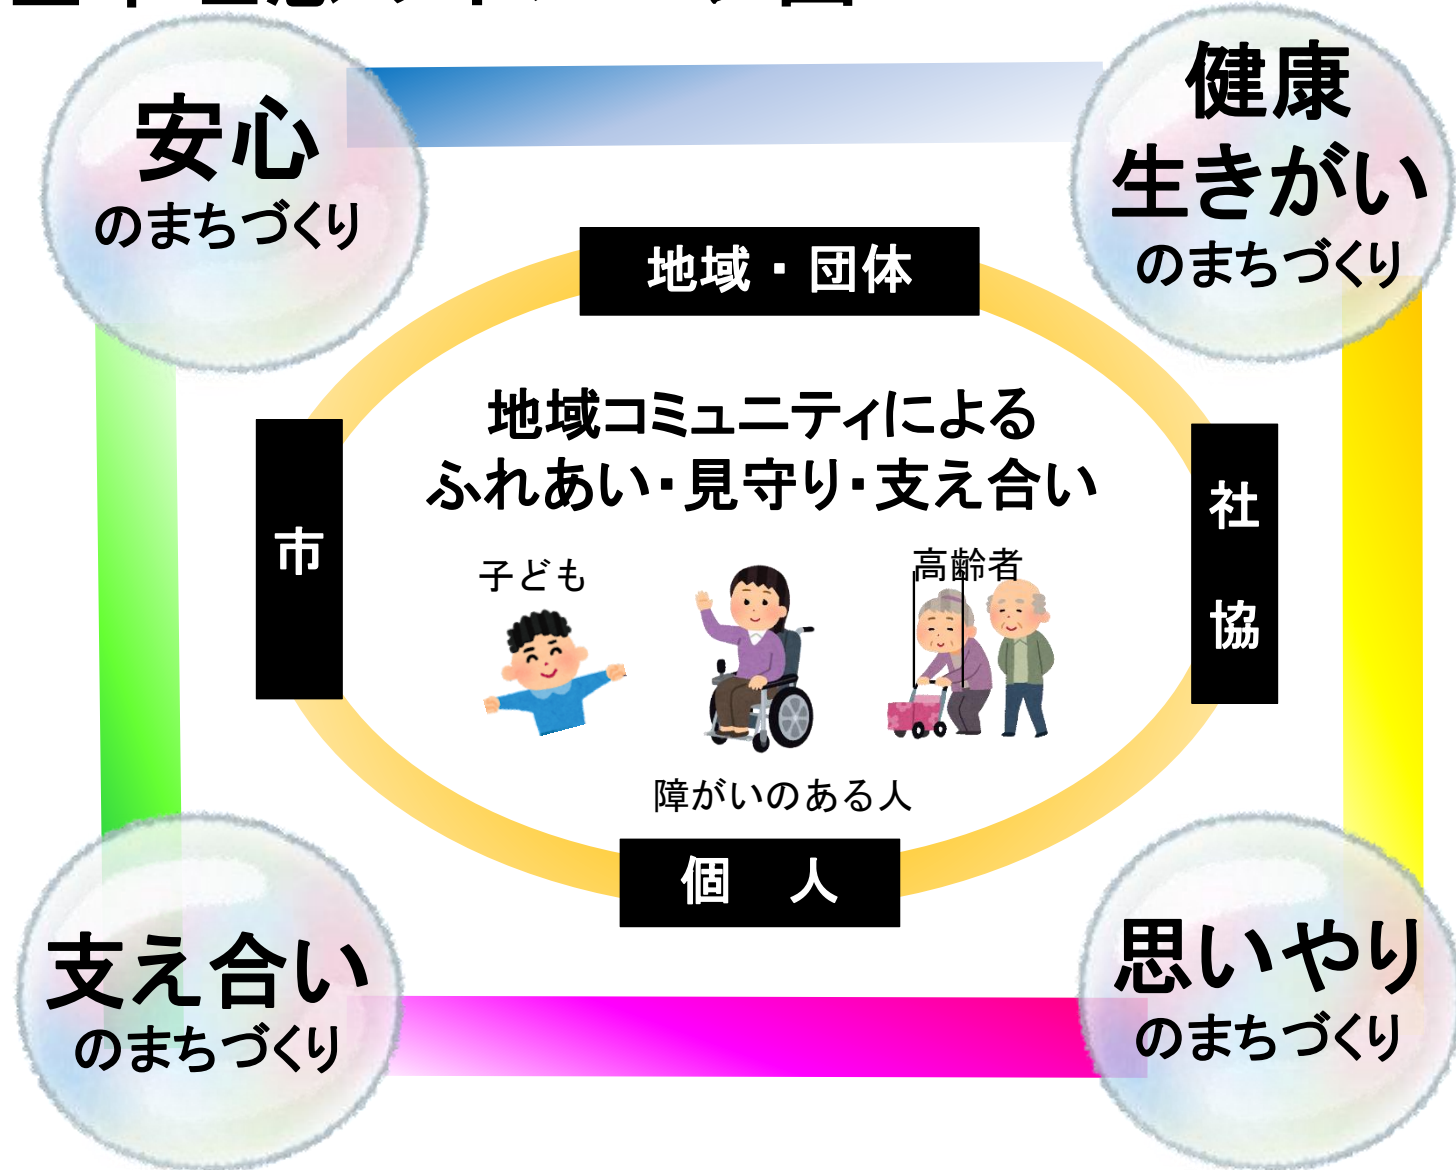 安心
のまちづくり
健康
生きがい
のまちづくり
地域・団体
地域コミュニティによる
ふれあい・見守り・支え合い
市
社協
子ども
高齢者
障がいのある人
個　人
支え合い
のまちづくり
思いやり
のまちづくり